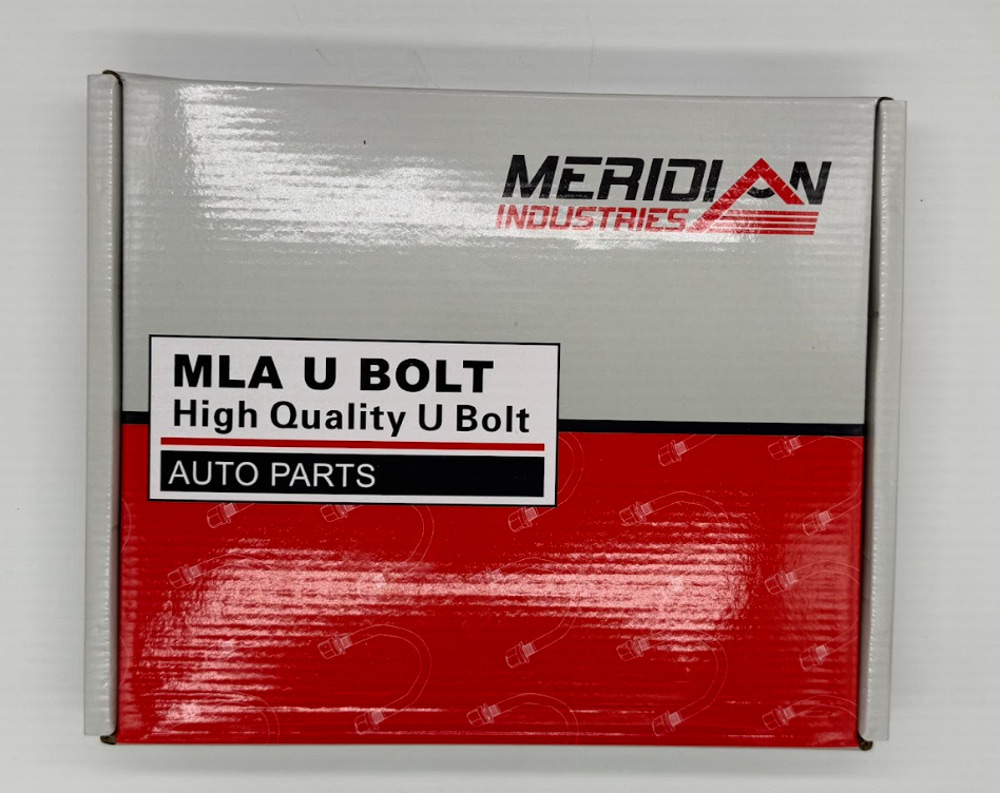 MERIDIAN
INDUSTRIES
MLA U BOLT
High Quality U Bolt
AUTO PARTS